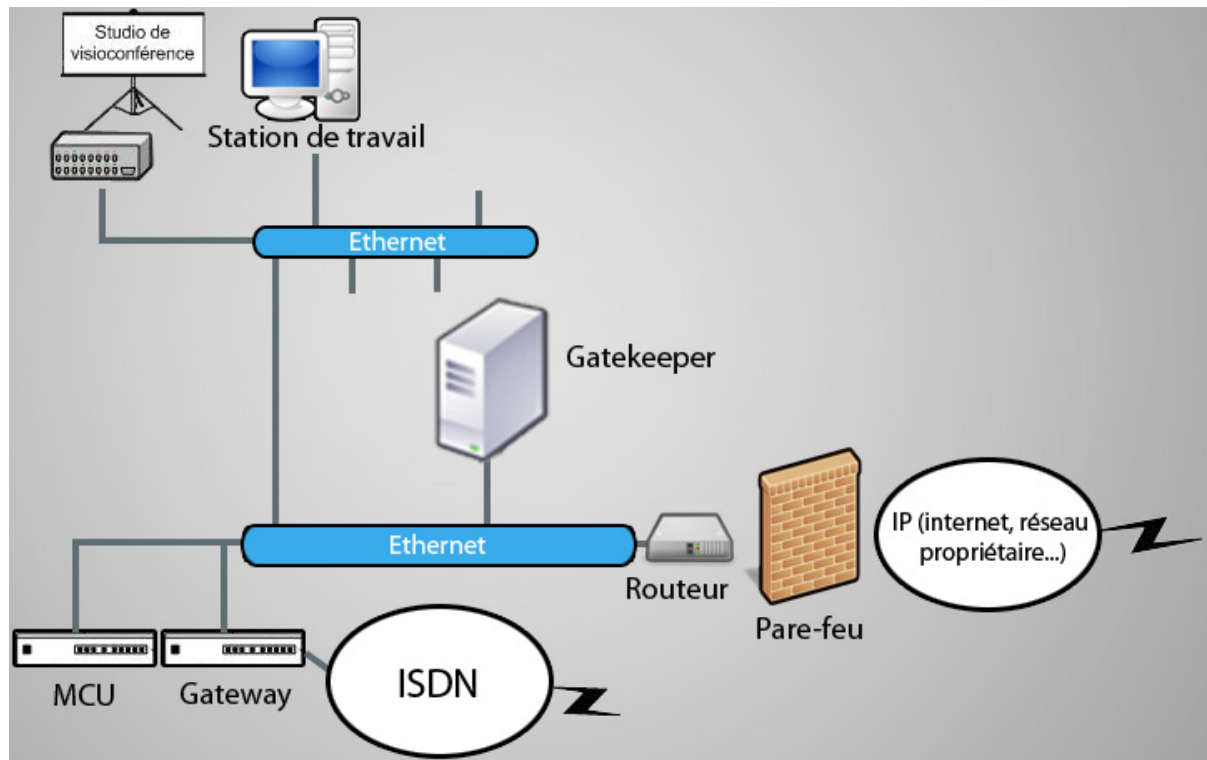 Studio de
visioconférence
Station de travail
Ethernet
Gatekeeper
Ethernet
IP (internet, réseau
propriétaire...)
Routeur
Pare-feu
MCU
Gateway
ISDN